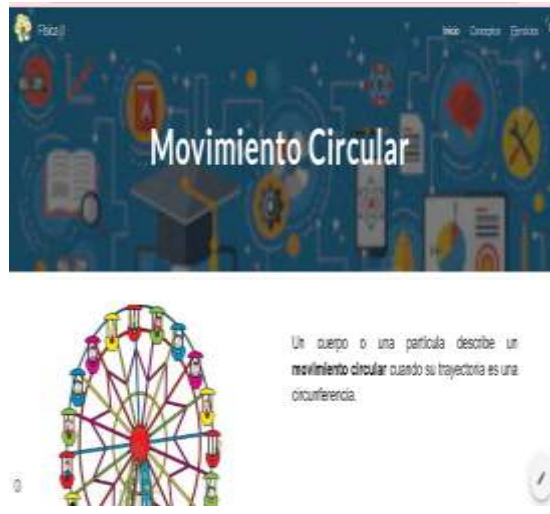 Física
Inicio Conceptos Ejercicios
Movimiento Circular
Un cuerpo o una partícula describe un
movimiento circular cuando su trayectoria es una
circunferencia.